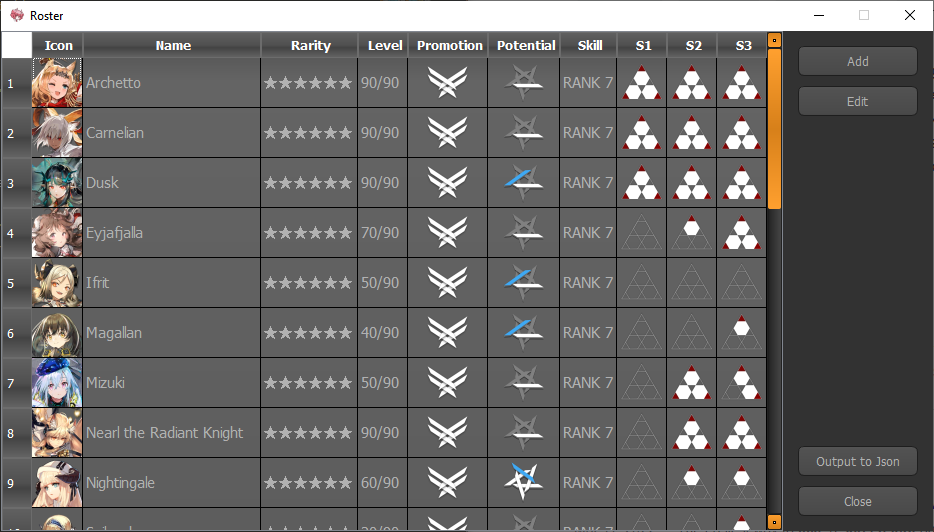 Roster
Icon Name Rarity Level Promotion Potential Skill S1 S2 S3
1 Archetto ★★★★★★ 90/90 RANK 7
2 Carnelian ★★★★★★ 90/90 RANK 7
3 Dusk ★★★★★★ 90/90 RANK 7
4 Eyjafjalla ★★★★★★ 70/90 RANK 7
5 Ifrit ★★★★★★ 50/90 RANK 7
6 Magallan ★★★★★★ 40/90 RANK 7
7 Mizuki ★★★★★★ 50/90 RANK 7
8 Nearl the Radiant Knight ★★★★★★ 90/90 RANK 7
9 Nightingale ★★★★★★ 60/90 RANK 7
Add
Edit
Output to Json
Close